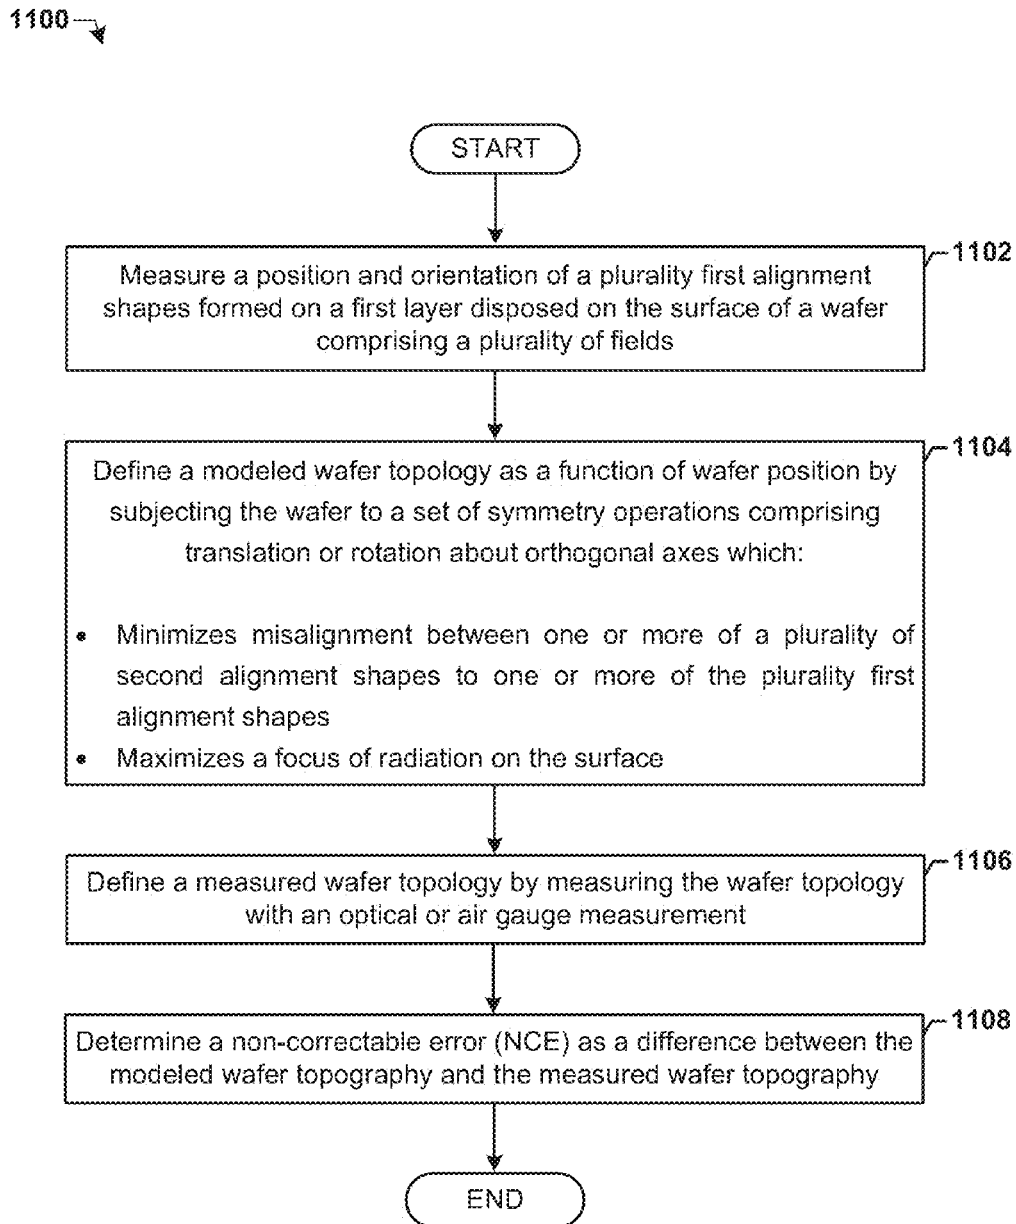 1100
START
1102
Measure a position and orientation of a plurality first alignment
shapes formed on a first layer disposed on the surface of a wafer
comprising a plurality of fields
1104
Define a modeled wafer topology as a function of wafer position by
subjecting the wafer to a set of symmetry operations comprising
translation or rotation about orthogonal axes which:
• Minimizes misalignment between one or more of a plurality of
second alignment shapes to one or more of the plurality first
alignment shapes
• Maximizes a focus of radiation on the surface
1106
Define a measured wafer topology by measuring the wafer topology
with an optical or air gauge measurement
1108
Determine a non-correctable error (NCE) as a difference between the
modeled wafer topography and the measured wafer topography
END